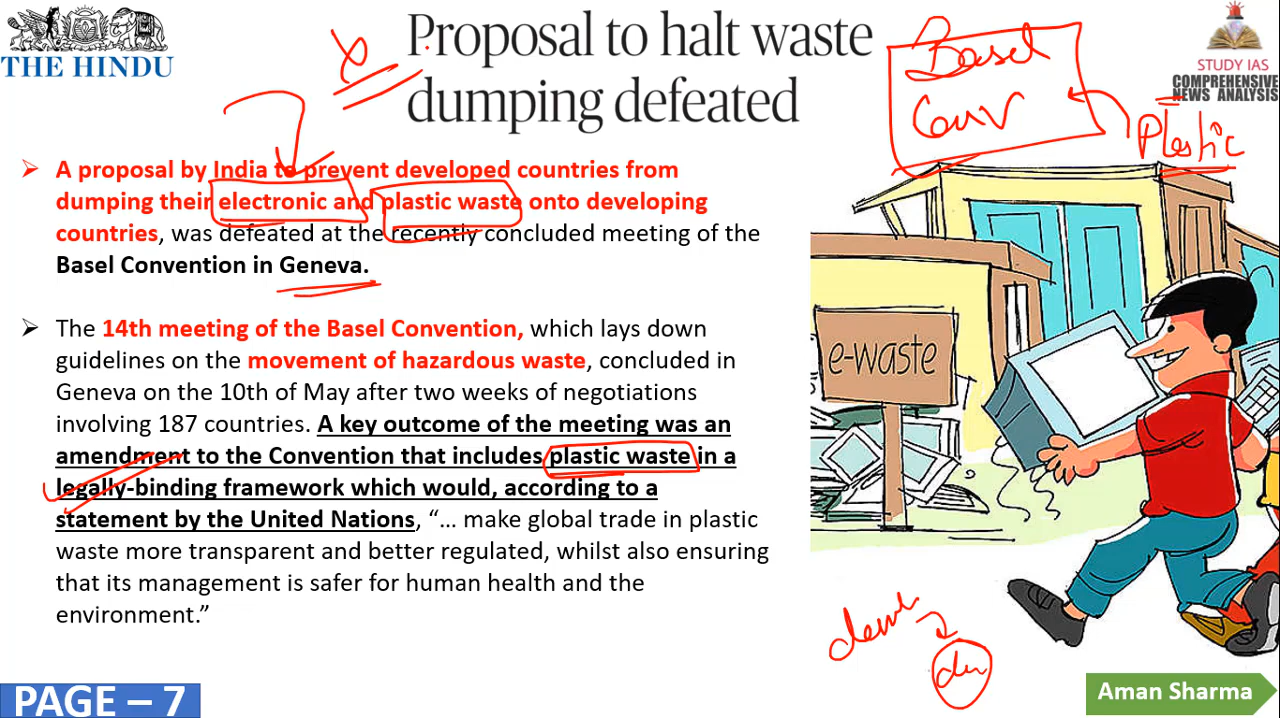 THE HINDU
Proposal to halt waste
dumping defeated
Basel
Conv
Plastic
STUDY IAS
COMPREHENSIVE
NEWS ANALYSIS
A proposal by India to prevent developed countries from
dumping their electronic and plastic waste onto developing
countries, was defeated at the recently concluded meeting of the
Basel Convention in Geneva.
The 14th meeting of the Basel Convention, which lays down
guidelines on the movement of hazardous waste, concluded in
Geneva on the 10th of May after two weeks of negotiations
involving 187 countries. A key outcome of the meeting was an
amendment to the Convention that includes plastic waste in a
legally-binding framework which would, according to a
statement by the United Nations, “… make global trade in plastic
waste more transparent and better regulated, whilst also ensuring
that its management is safer for human health and the
environment.”
e-waste
PAGE – 7
Aman Sharma